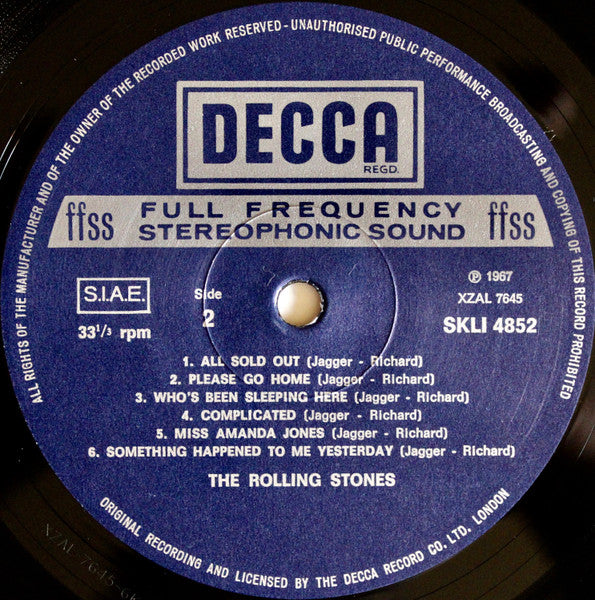 ALL RIGHTS OF THE MANUFACTURER AND OF THE OWNER OF THE RECORDED WORK RESERVED - UNAUTHORISED PUBLIC PERFORMANCE BROADCASTING AND COPYING OF THIS RECORD PROHIBITED
DECCA
REGD.
ffss FULL FREQUENCY STEREOPHONIC SOUND ffss
S.I.A.E.
33¹/₃ rpm
Side
2
℗ 1967
XZAL 7645
SKLI 4852
1. ALL SOLD OUT (Jagger - Richard)
2. PLEASE GO HOME (Jagger - Richard)
3. WHO'S BEEN SLEEPING HERE (Jagger - Richard)
4. COMPLICATED (Jagger - Richard)
5. MISS AMANDA JONES (Jagger - Richard)
6. SOMETHING HAPPENED TO ME YESTERDAY (Jagger - Richard)
THE ROLLING STONES
ORIGINAL RECORDING AND LICENSED BY THE DECCA RECORD CO. LTD. LONDON
XZAL 7645